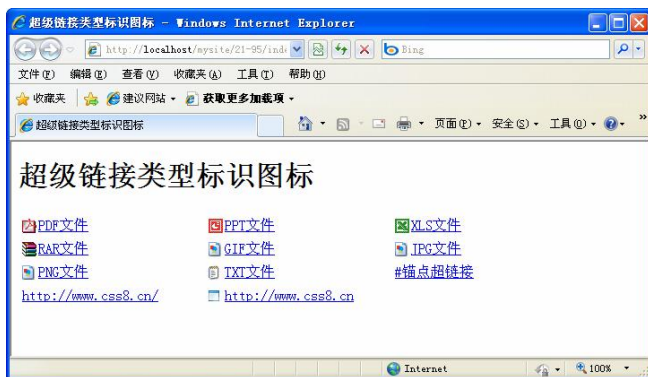 超级链接类型标识图标 - Windows Internet Explorer
http://localhost/mysite/21-95/inde
Bing
文件(F) 编辑(E) 查看(V) 收藏夹(A) 工具(T) 帮助(H)
收藏夹 建议网站 获取更多加载项
超级链接类型标识图标 页面(P) 安全(S) 工具(O) »
超级链接类型标识图标
PDF文件 PPT文件 XLS文件
RAR文件 GIF文件 JPG文件
PNG文件 TXT文件 #锚点超链接
http://www.css8.cn/ http://www.css8.cn
Internet 100%